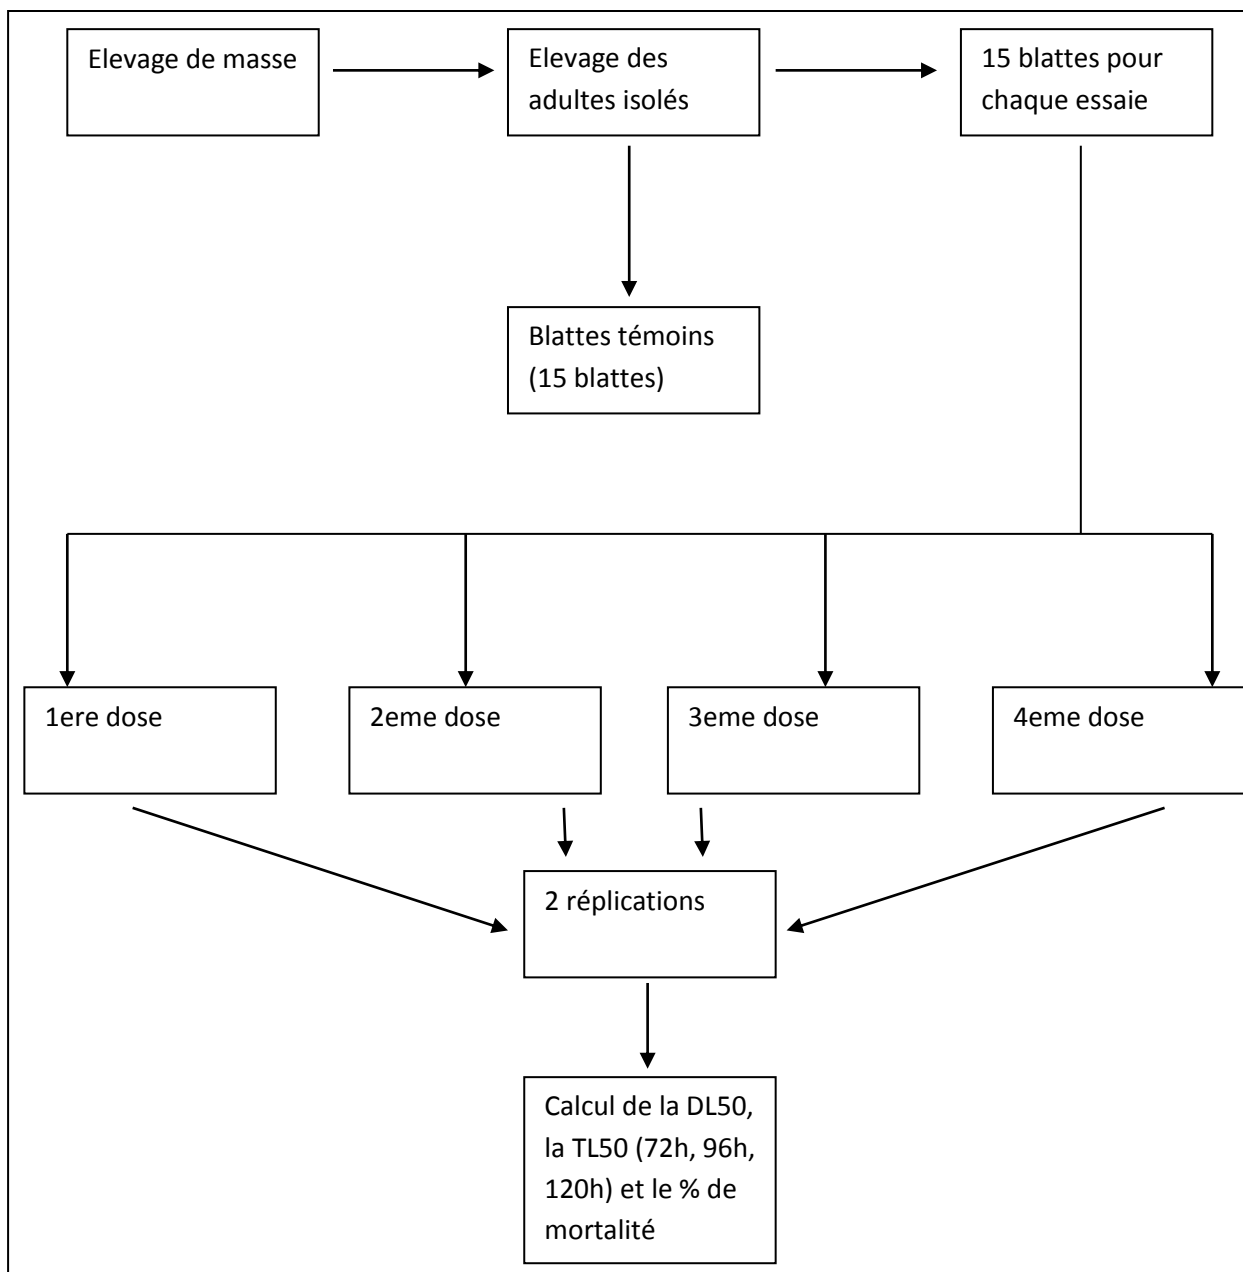 Elevage de masse
Elevage des
adultes isolés
15 blattes pour
chaque essaie
Blattes témoins
(15 blattes)
1ere dose
2eme dose
3eme dose
4eme dose
2 réplications
Calcul de la DL50,
la TL50 (72h, 96h,
120h) et le % de
mortalité